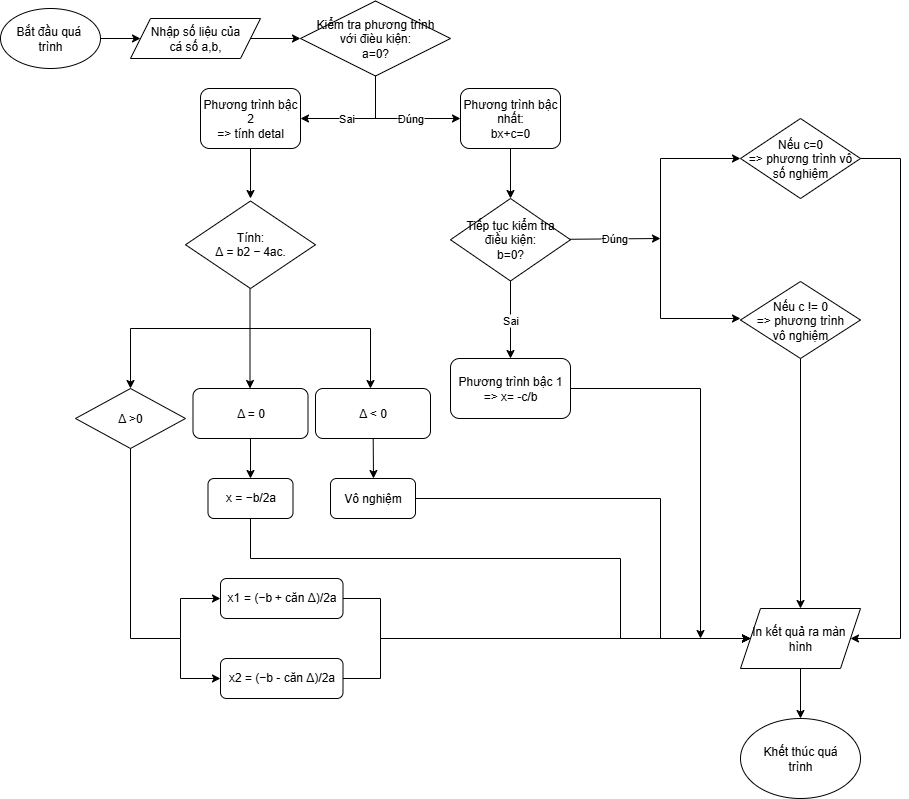 Bắt đầu quá
trình
Nhập số liệu của
cá số a,b,
Kiểm tra phương trình
với điều kiện:
a=0?
Phương trình bậc
2
=> tính detal
Sai
Đúng
Phương trình bậc
nhất:
bx+c=0
Nếu c=0
=> phương trình vô
số nghiệm
Tính:
Δ = b2 − 4ac.
Tiếp tục kiểm tra
điều kiện:
b=0?
Đúng
Nếu c != 0
=> phương trình
vô nghiệm
Sai
Phương trình bậc 1
=> x= -c/b
Δ >0
Δ = 0
Δ < 0
x = −b/2a
Vô nghiệm
x1 = (−b + căn Δ)/2a
x2 = (−b - căn Δ)/2a
In kết quả ra màn
hình
Khết thúc quá
trình